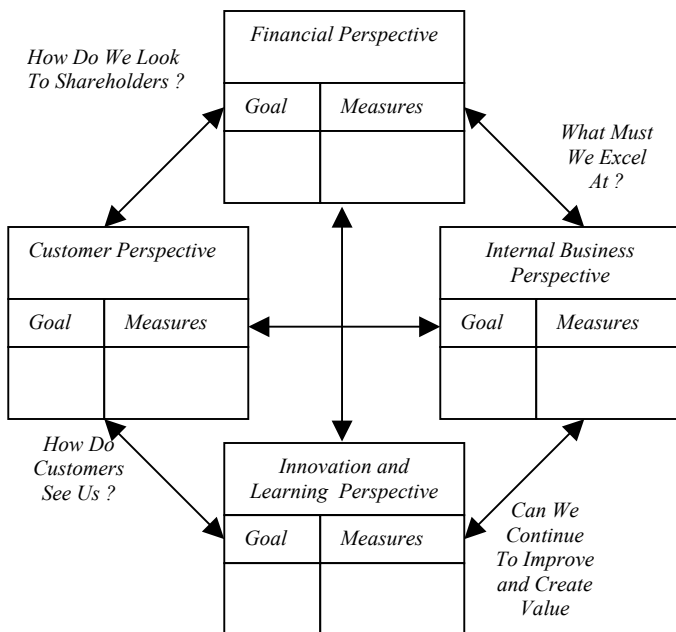 Financial Perspective
How Do We Look
To Shareholders ?
Goal
Measures
What Must
We Excel
At ?
Customer Perspective
Internal Business
Perspective
Goal
Measures
Goal
Measures
How Do
Customers
See Us ?
Innovation and
Learning Perspective
Goal
Measures
Can We
Continue
To Improve
and Create
Value